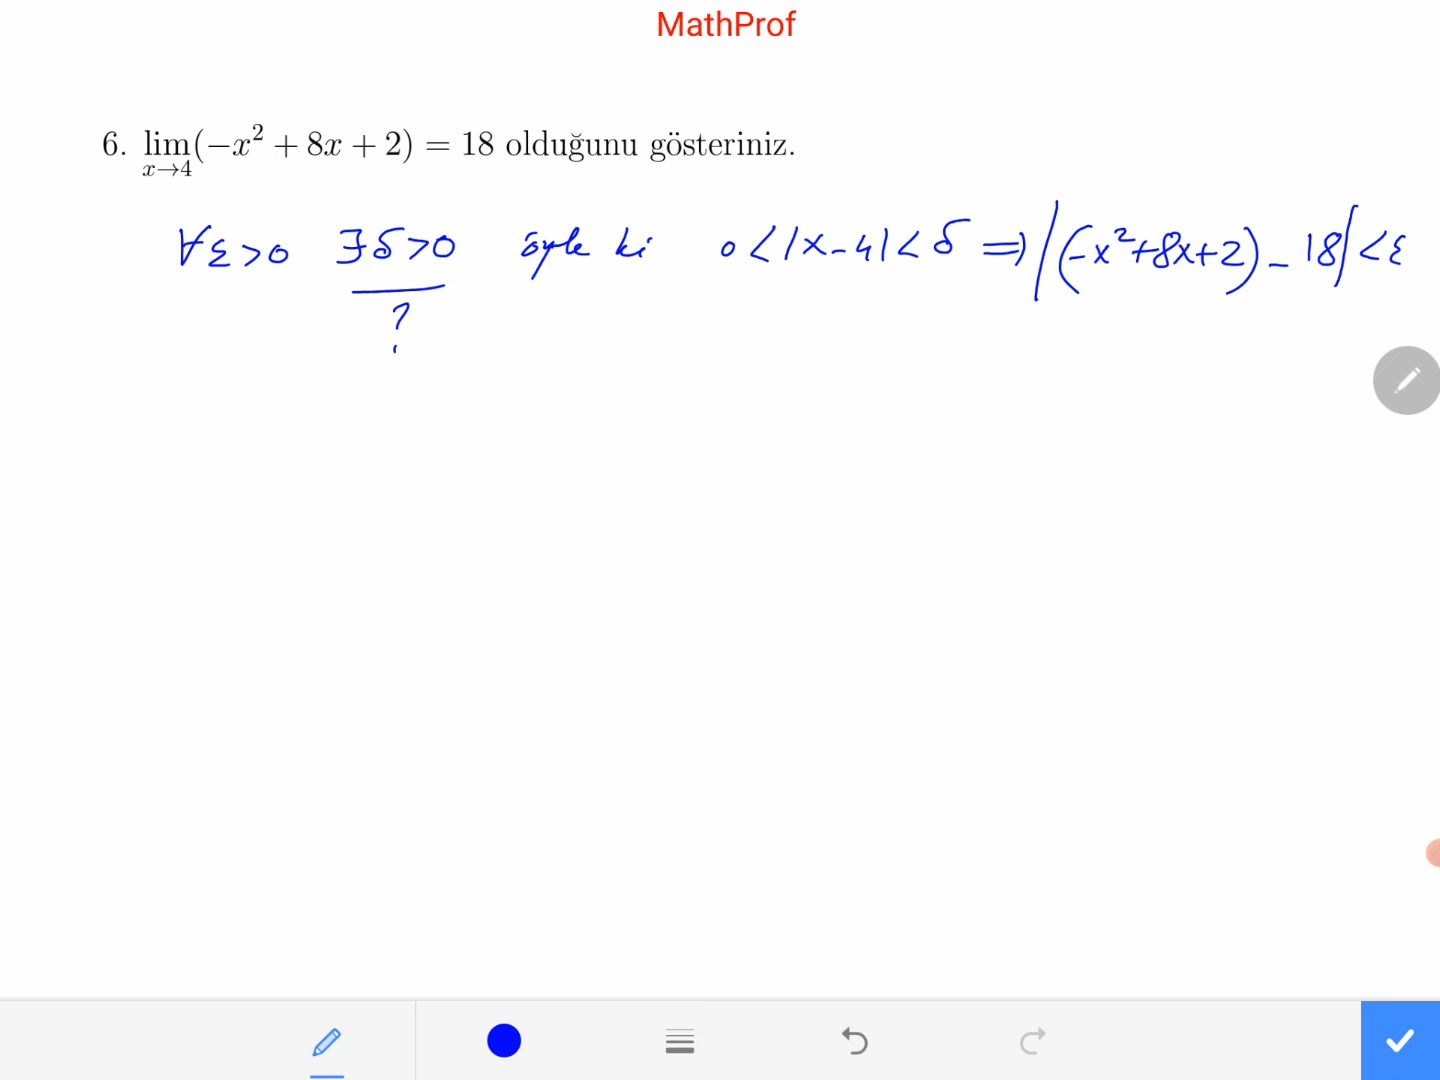 MathProf
6. lim(−x² + 8x + 2) = 18 olduğunu gösteriniz.
x→4
∀ε>0 ∃δ>0 öyle ki 0<|x-4|<δ ⇒ |(-x²+8x+2)-18|<ε
?